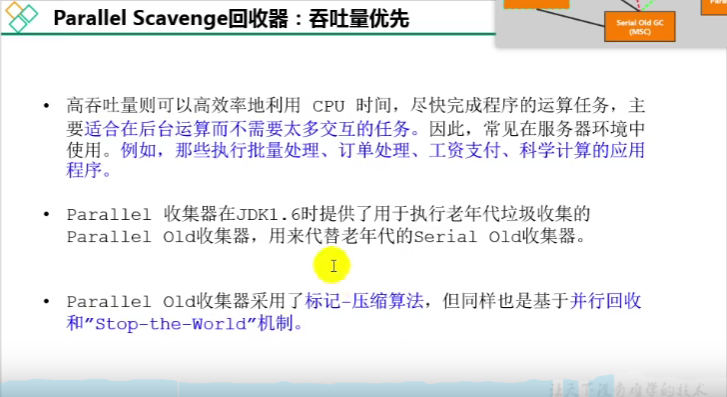 Parallel Scavenge回收器：吞吐量优先
Serial Old GC
(MSC)
• 高吞吐量则可以高效率地利用 CPU 时间，尽快完成程序的运算任务，主
要适合在后台运算而不需要太多交互的任务。因此，常见在服务器环境中
使用。例如，那些执行批量处理、订单处理、工资支付、科学计算的应用
程序。
• Parallel 收集器在JDK1.6时提供了用于执行老年代垃圾收集的
Parallel Old收集器，用来代替老年代的Serial Old收集器。
• Parallel Old收集器采用了标记-压缩算法，但同样也是基于并行回收
和”Stop-the-World”机制。